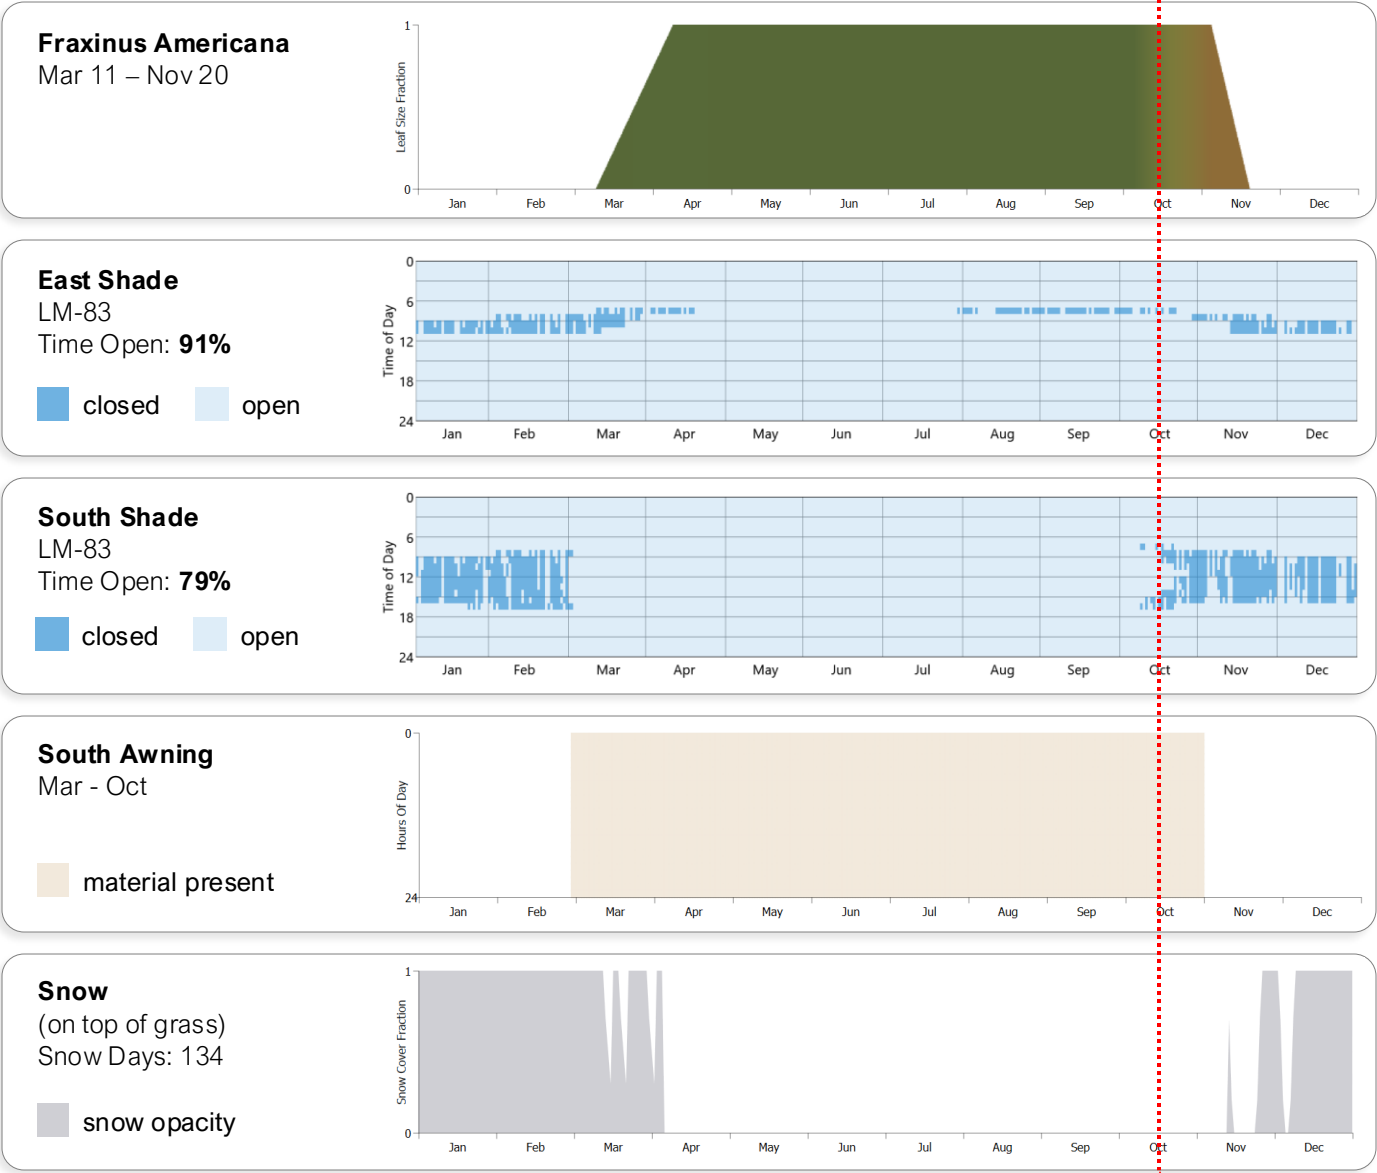 Fraxinus Americana
Mar 11 – Nov 20
Leaf Size Fraction
1
0
Jan Feb Mar Apr May Jun Jul Aug Sep Oct Nov Dec
East Shade
LM-83
Time Open: 91%
closed open
Time of Day
0
6
12
18
24
Jan Feb Mar Apr May Jun Jul Aug Sep Oct Nov Dec
South Shade
LM-83
Time Open: 79%
closed open
Time of Day
0
6
12
18
24
Jan Feb Mar Apr May Jun Jul Aug Sep Oct Nov Dec
South Awning
Mar - Oct
material present
Hours Of Day
0
24
Jan Feb Mar Apr May Jun Jul Aug Sep Oct Nov Dec
Snow
(on top of grass)
Snow Days: 134
snow opacity
Snow Cover Fraction
1
0
Jan Feb Mar Apr May Jun Jul Aug Sep Oct Nov Dec